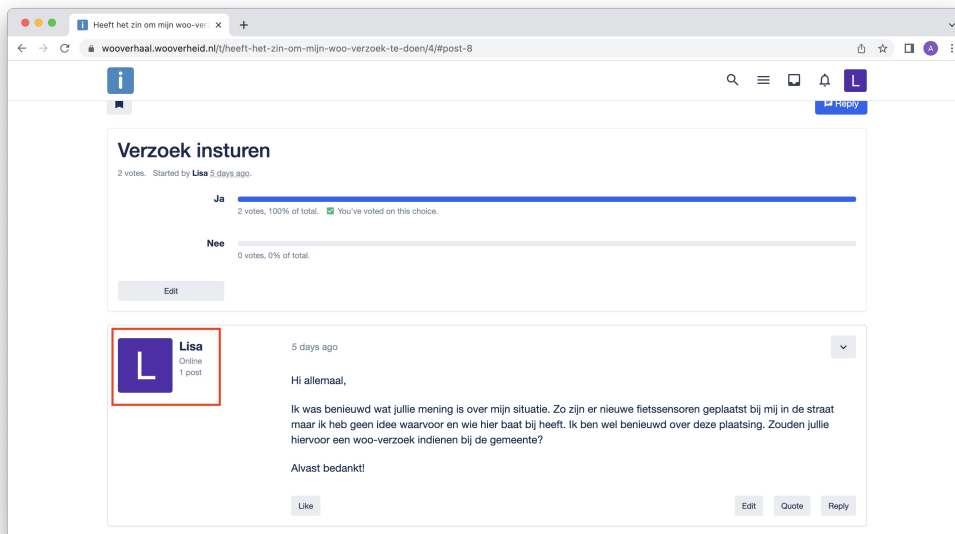 i Heeft het zin om mijn woo-ver
wooverhaal.wooverheid.nl/t/heeft-het-zin-om-mijn-woo-verzoek-te-doen/4/#post-8
A
i
L
Reply
Verzoek insturen
2 votes. Started by Lisa 5 days ago.
Ja
2 votes, 100% of total. You've voted on this choice.
Nee
0 votes, 0% of total.
Edit
L
Lisa
Online
1 post
5 days ago
Hi allemaal,
Ik was benieuwd wat jullie mening is over mijn situatie. Zo zijn er nieuwe fietssensoren geplaatst bij mij in de straat
maar ik heb geen idee waarvoor en wie hier baat bij heeft. Ik ben wel benieuwd over deze plaatsing. Zouden jullie
hiervoor een woo-verzoek indienen bij de gemeente?
Alvast bedankt!
Like
Edit Quote Reply